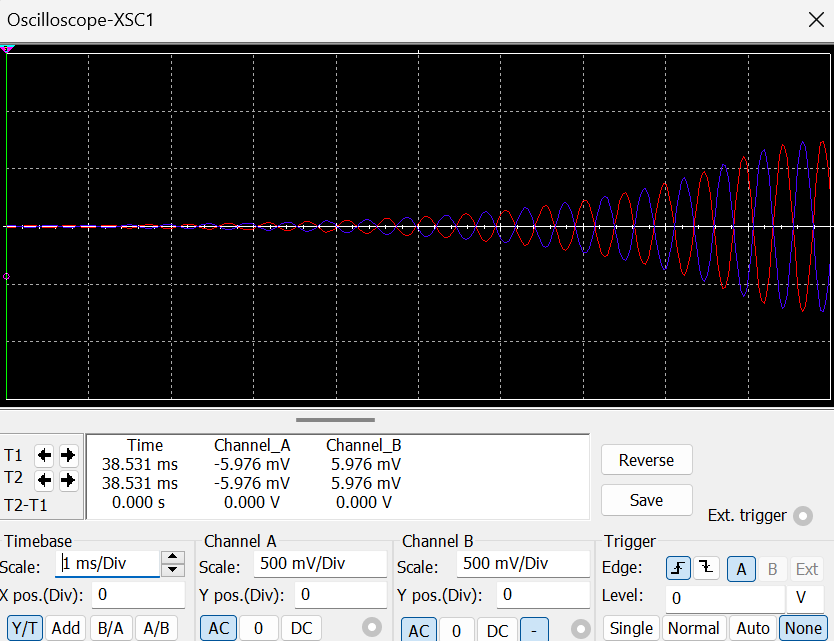 Oscilloscope-XSC1
Time Channel_A Channel_B
T1 38.531 ms -5.976 mV 5.976 mV
T2 38.531 ms -5.976 mV 5.976 mV
T2-T1 0.000 s 0.000 V 0.000 V
Reverse
Save
Ext. trigger
Timebase
Scale: 1 ms/Div
X pos.(Div): 0
Y/T Add B/A A/B
Channel A
Scale: 500 mV/Div
Y pos.(Div): 0
AC 0 DC
Channel B
Scale: 500 mV/Div
Y pos.(Div): 0
AC 0 DC -
Trigger
Edge: A B Ext
Level: 0 V
Single Normal Auto None